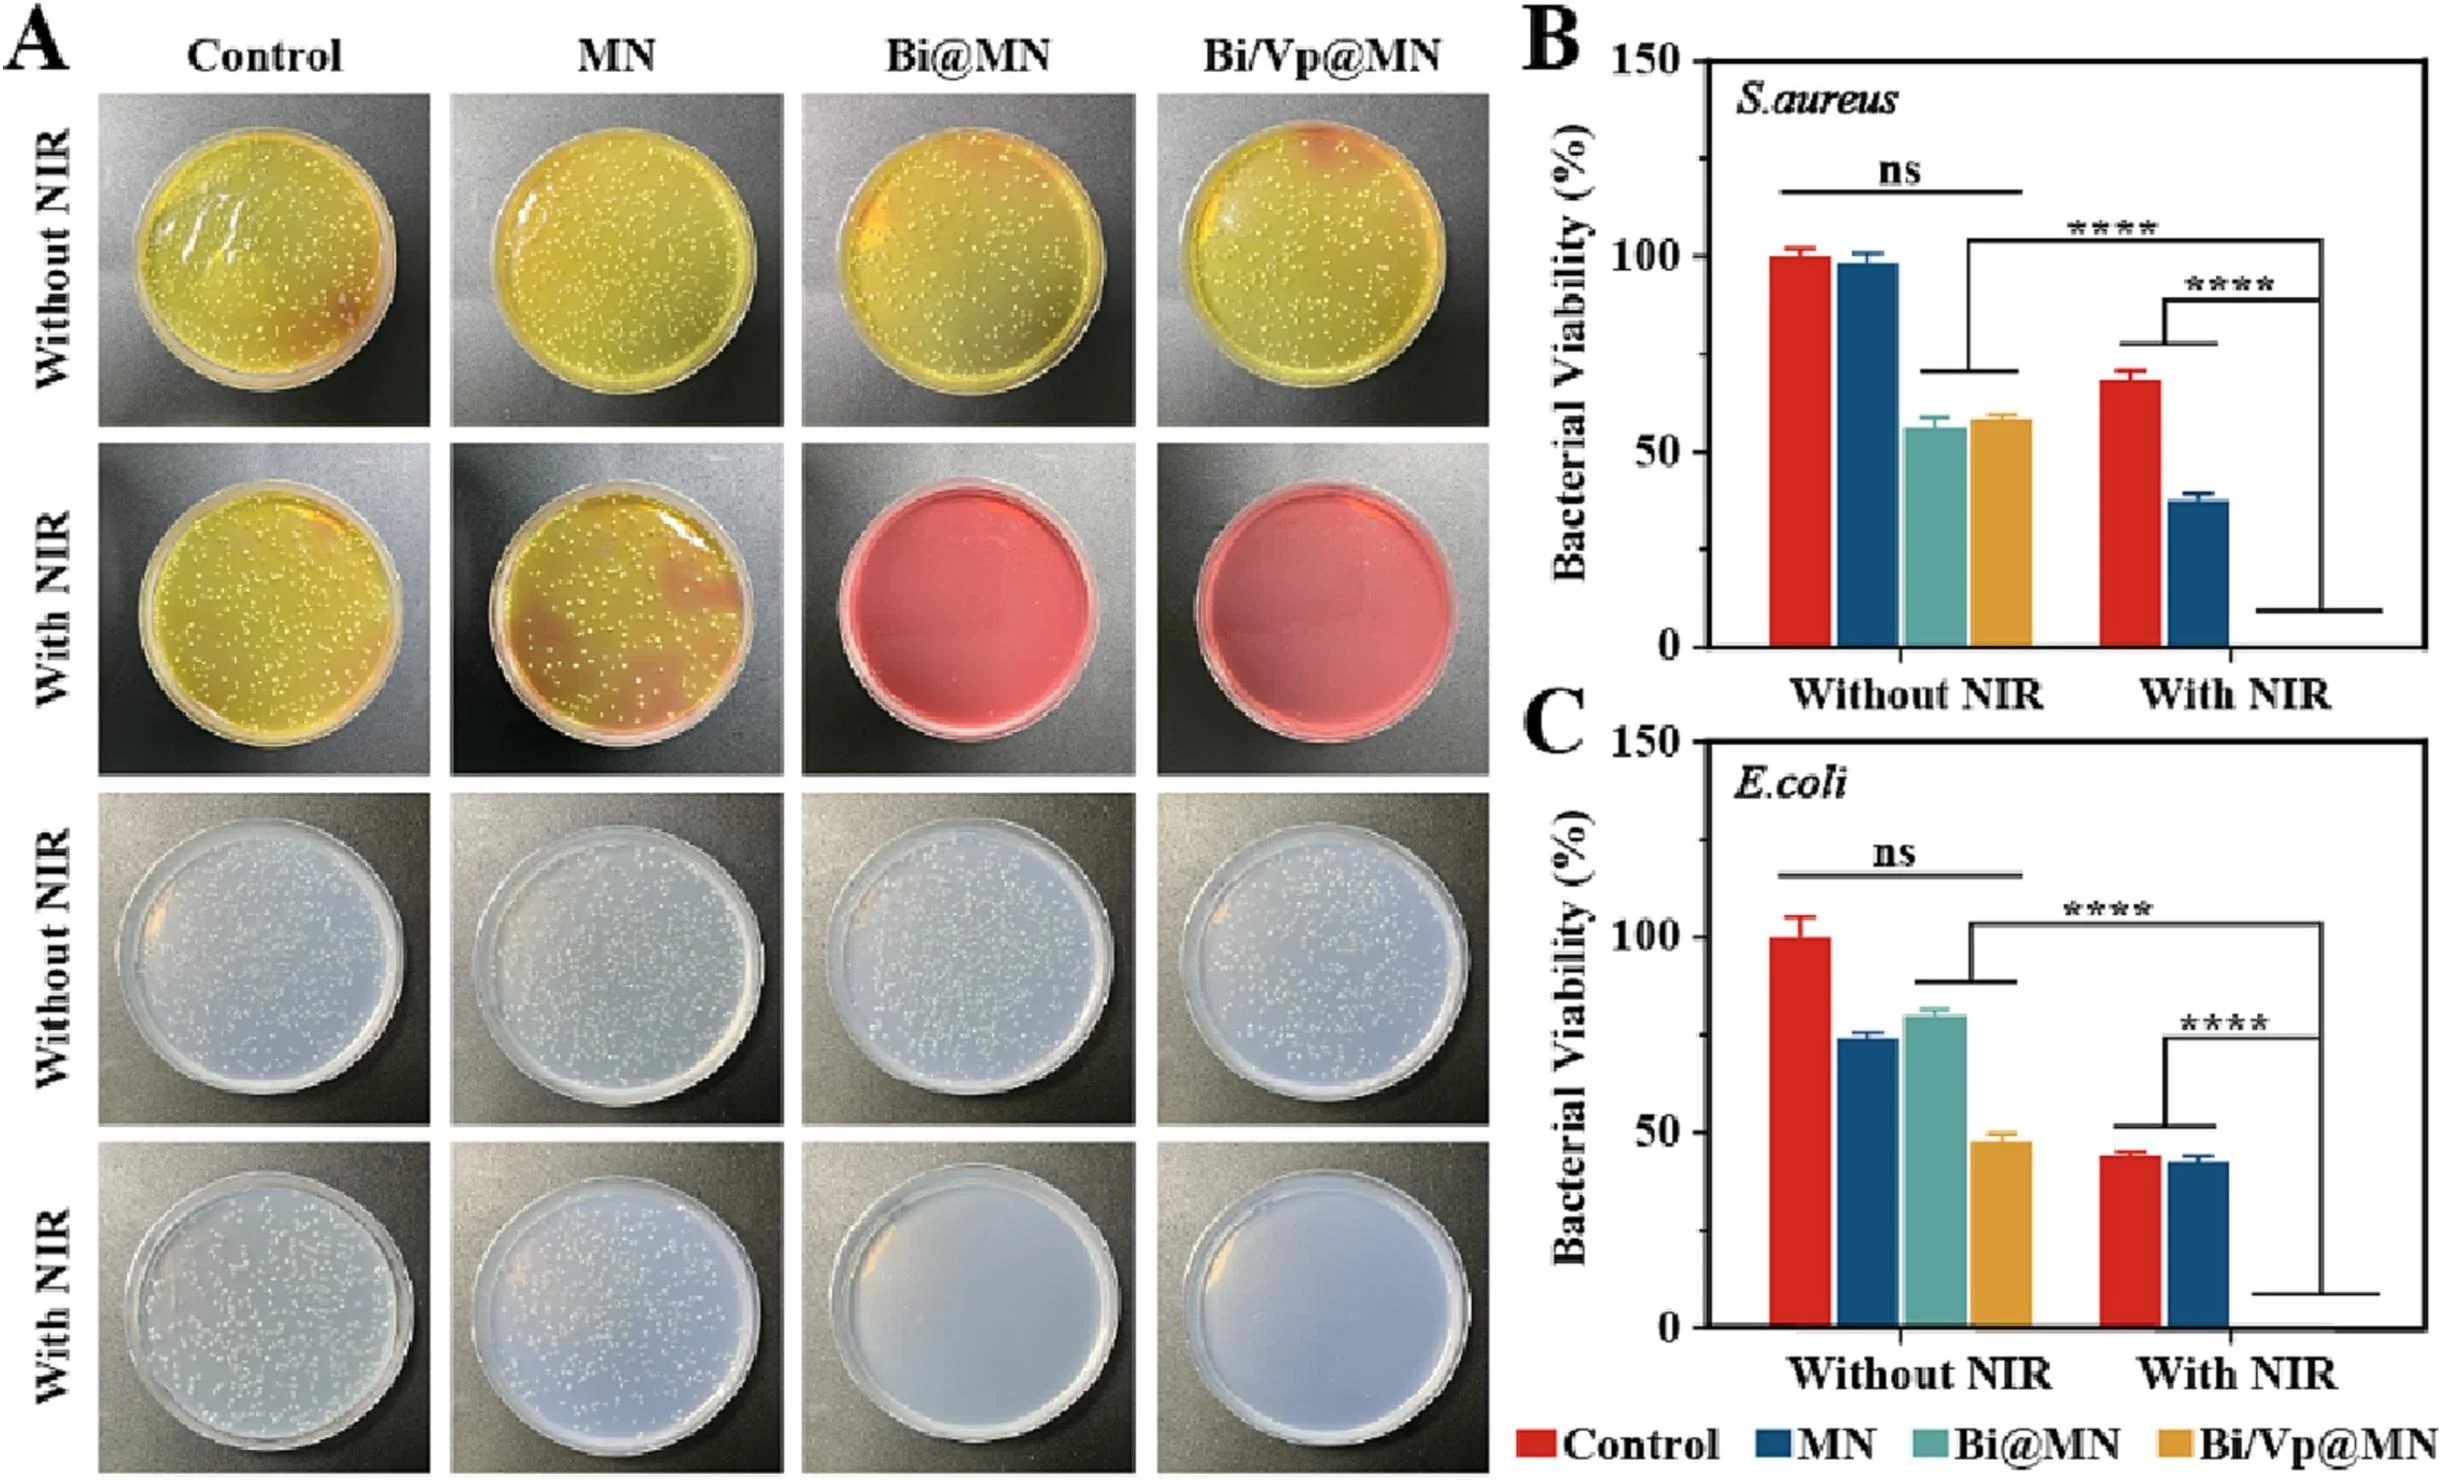 A
Control
MN
Bi@MN
Bi/Vp@MN
Without NIR
With NIR
Without NIR
With NIR
B
150
100
50
0
Bacterial Viability (%)
S.aureus
ns
****
****
Without NIR
With NIR
C
150
100
50
0
Bacterial Viability (%)
E.coli
ns
****
****
Without NIR
With NIR
Control
MN
Bi@MN
Bi/Vp@MN